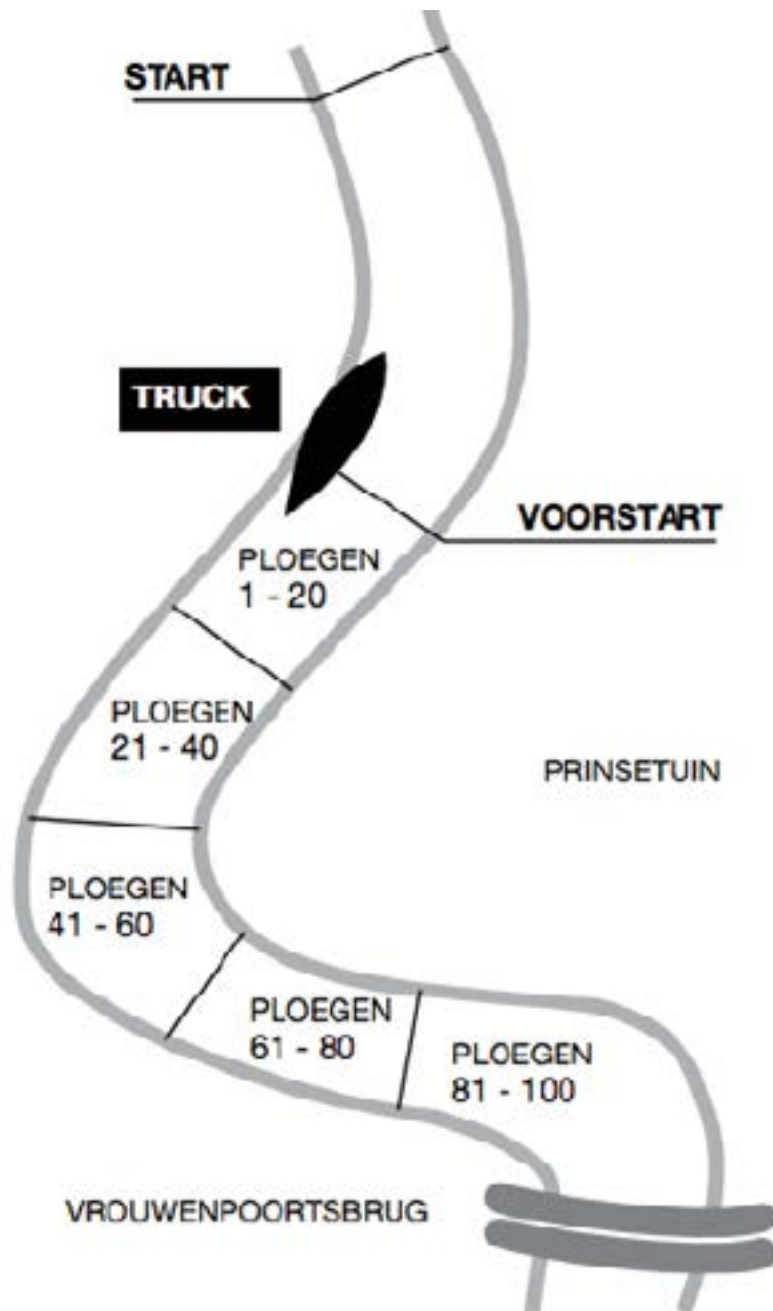 START
TRUCK
VOORSTART
PLOEGEN
1 - 20
PLOEGEN
21 - 40
PRINSETUIN
PLOEGEN
41 - 60
PLOEGEN
61 - 80
PLOEGEN
81 - 100
VROUWENPOORTSBRUG